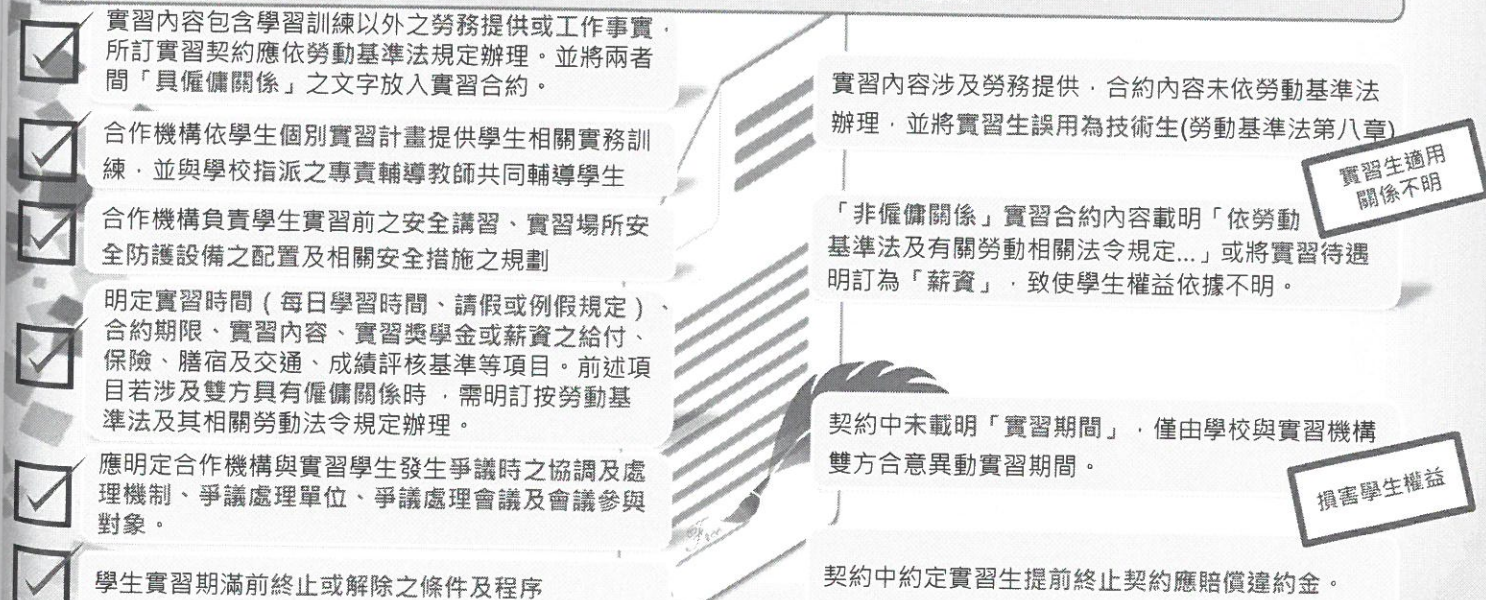 實習內容包含學習訓練以外之勞務提供或工作事實，
所訂實習契約應依勞動基準法規定辦理。並將兩者
間「具僱傭關係」之文字放入實習合約。
合作機構依學生個別實習計畫提供學生相關實務訓
練，並與學校指派之專責輔導教師共同輔導學生
合作機構負責學生實習前之安全講習、實習場所安
全防護設備之配置及相關安全措施之規劃
明定實習時間（每日學習時間、請假或例假規定）、
合約期限、實習內容、實習獎學金或薪資之給付、
保險、膳宿及交通、成績評核基準等項目。前述項
目若涉及雙方具有僱傭關係時，需明訂按勞動基
準法及其相關勞動法令規定辦理。
應明定合作機構與實習學生發生爭議時之協調及處
理機制、爭議處理單位、爭議處理會議及會議參與
對象。
學生實習期滿前終止或解除之條件及程序
實習內容涉及勞務提供，合約內容未依勞動基準法
辦理，並將實習生誤用為技術生(勞動基準法第八章)
實習生適用
關係不明
「非僱傭關係」實習合約內容載明「依勞動
基準法及有關勞動相關法令規定...」或將實習待遇
明訂為「薪資」，致使學生權益依據不明。
契約中未載明「實習期間」，僅由學校與實習機構
雙方合意異動實習期間。
損害學生權益
契約中約定實習生提前終止契約應賠償違約金。